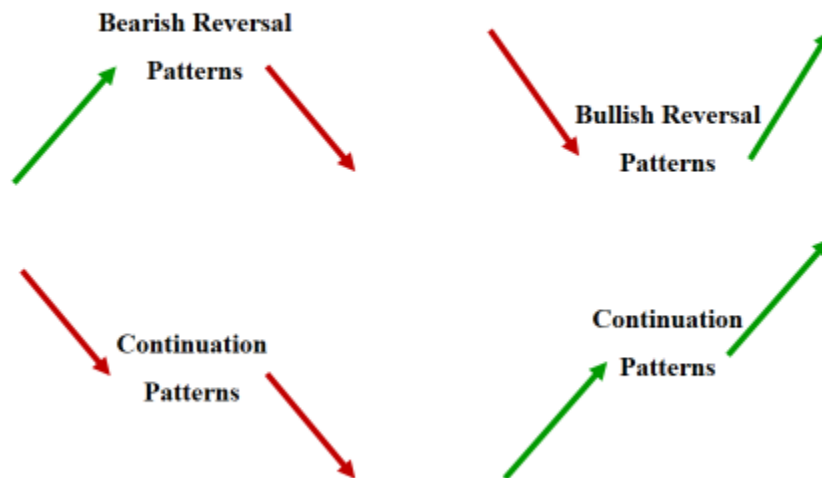 Bearish Reversal
Patterns
Bullish Reversal
Patterns
Continuation
Patterns
Continuation
Patterns